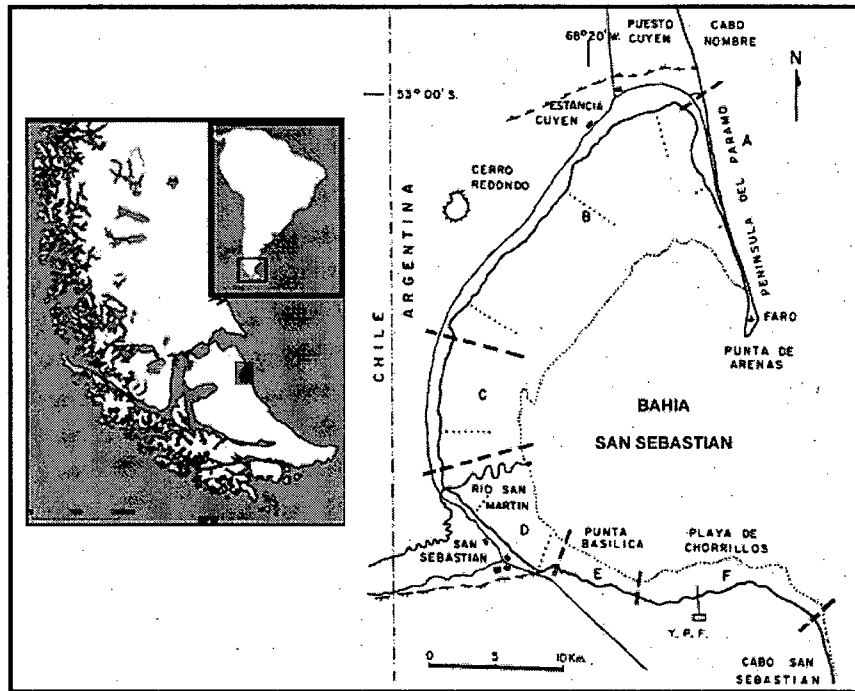 68°20' W.
PUESTO
CUYEN
CABO
NOMBRE
N
53°00' S.
ESTANCIA
CUYEN
A
PENINSULA DEL PARAMO
CERRO
REDONDO
B
CHILE
ARGENTINA
FARO
PUNTA DE
ARENAS
C
BAHIA
SAN SEBASTIAN
RIO SAN
MARTIN
D
SAN
SEBASTIAN
PUNTA
BASILICA
PLAYA DE
CHORRILLOS
E
F
Y.P.F.
0 5 10 Km.
CABO SAN
SEBASTIAN